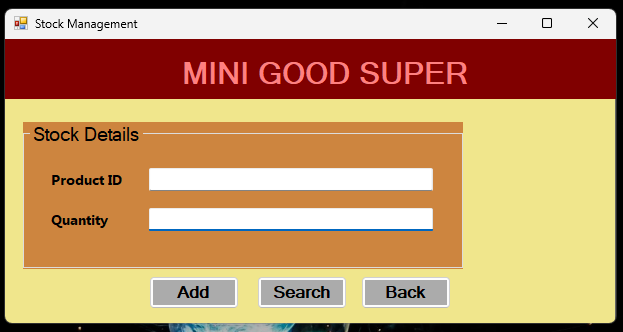 Stock Management
MINI GOOD SUPER
Stock Details
Product ID
Quantity
Add Search Back